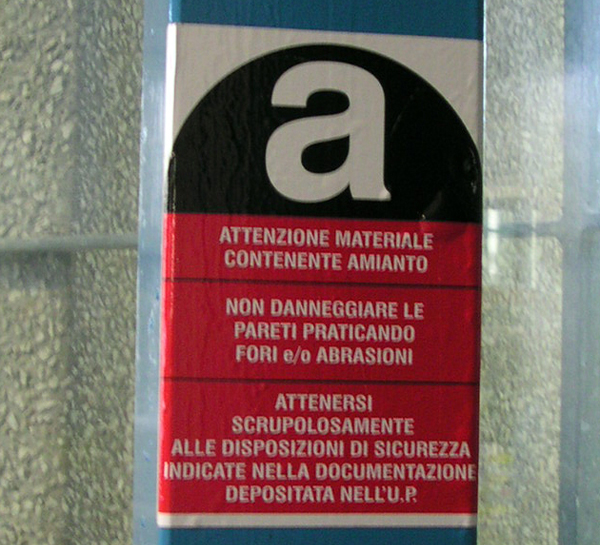 a
ATTENZIONE MATERIALE
CONTENENTE AMIANTO
NON DANNEGGIARE LE
PARETI PRATICANDO
FORI e/o ABRASIONI
ATTENERSI
SCRUPOLOSAMENTE
ALLE DISPOSIZIONI DI SICUREZZA
INDICATE NELLA DOCUMENTAZIONE
DEPOSITATA NELL'U.P.